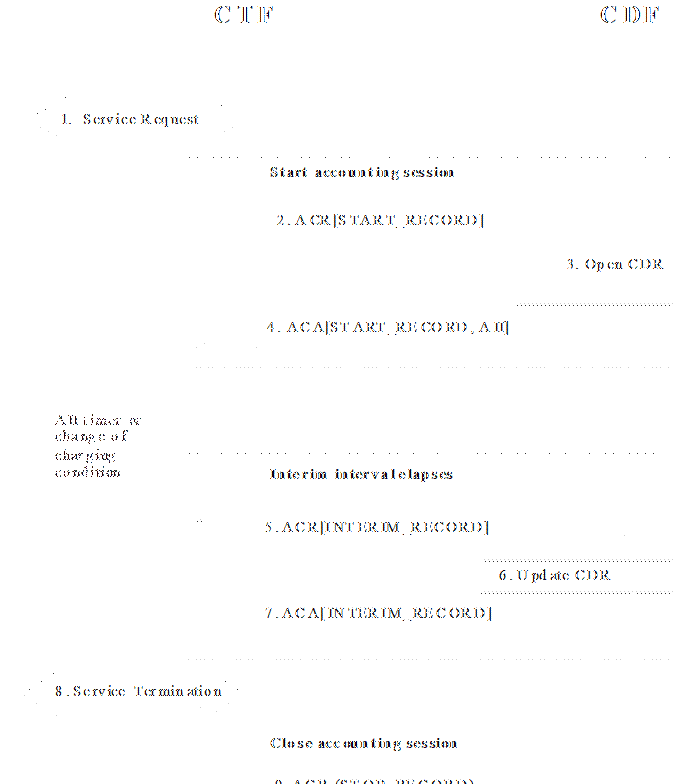 CTF CDF
1. Service Request
Start accounting session
2. ACR[START_RECORD]
3. Open CDR
4. ACA[START_RECORD, AII]
AII timer or
change of
charging
condition
Interim interval elapses
5. ACR[INTERIM_RECORD]
6. Update CDR
7. ACA[INTERIM_RECORD]
8. Service Termination
Close accounting session
9. ACR (STOP_RECORD)